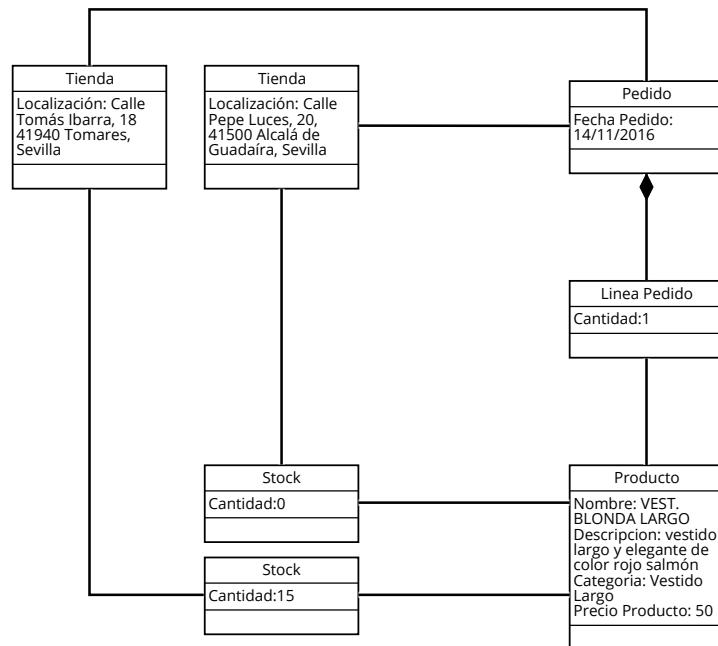 Tienda
Localización: Calle
Tomás Ibarra, 18
41940 Tomares,
Sevilla
Tienda
Localización: Calle
Pepe Luces, 20,
41500 Alcalá de
Guadaíra, Sevilla
Pedido
Fecha Pedido:
14/11/2016
Linea Pedido
Cantidad:1
Stock
Cantidad:0
Stock
Cantidad:15
Producto
Nombre: VEST.
BLONDA LARGO
Descripcion: vestido
largo y elegante de
color rojo salmón
Categoria: Vestido
Largo
Precio Producto: 50